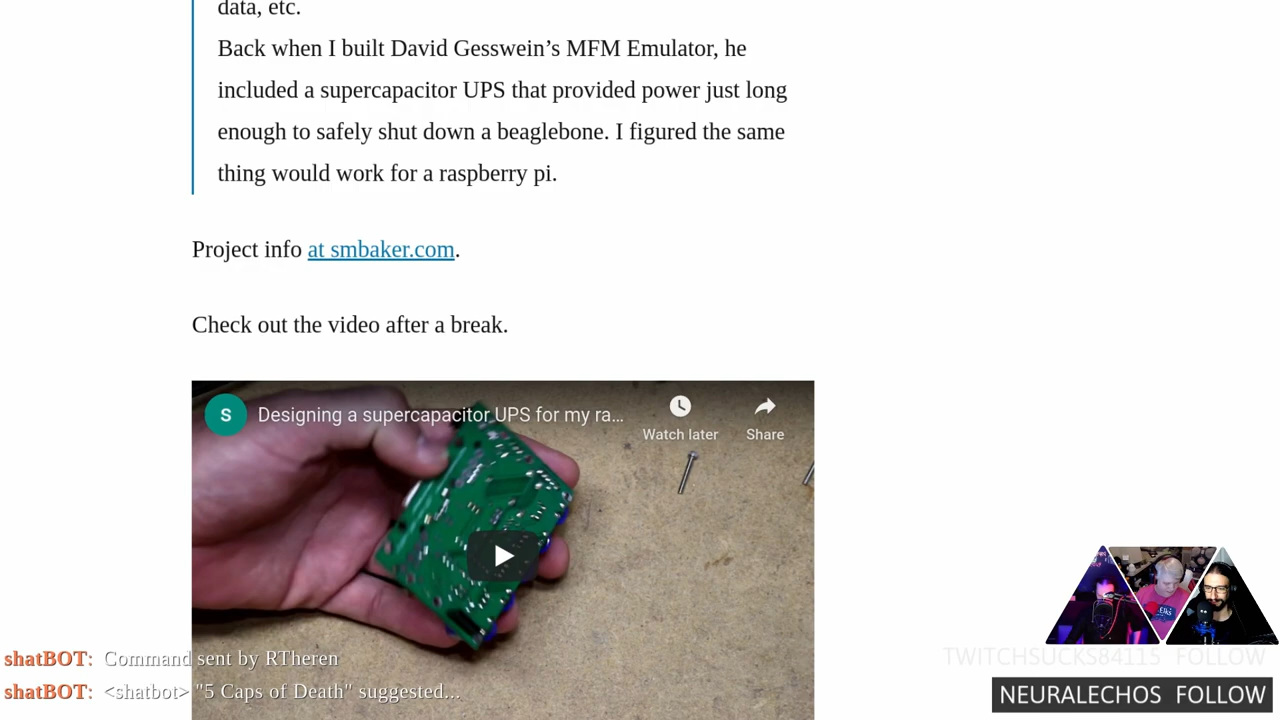 data, etc.
Back when I built David Gesswein’s MFM Emulator, he
included a supercapacitor UPS that provided power just long
enough to safely shut down a beaglebone. I figured the same
thing would work for a raspberry pi.
Project info at smbaker.com.
Check out the video after a break.
S
Designing a supercapacitor UPS for my ra...
Watch later
Share
shatBOT: Command sent by RTheren
shatBOT: <shatbot> "5 Caps of Death" suggested...
TWITCHSUCKS84115 FOLLOW
NEURALECHOS FOLLOW